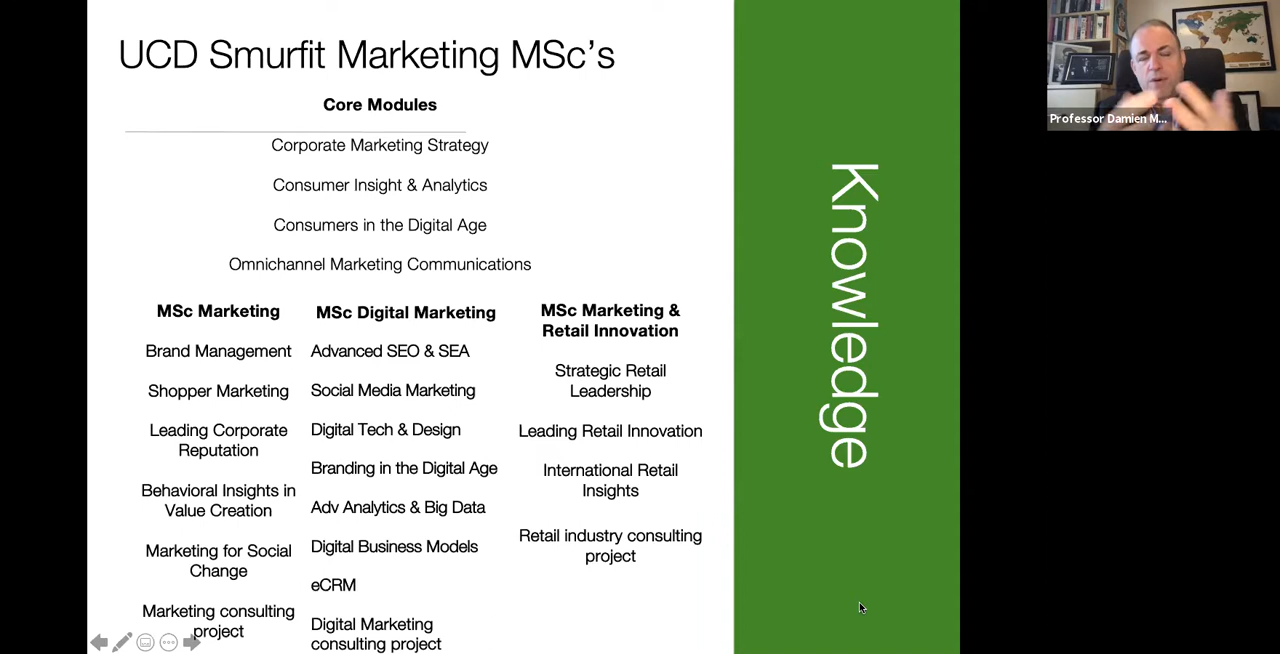 UCD Smurfit Marketing MSc's
Core Modules
Corporate Marketing Strategy
Consumer Insight & Analytics
Consumers in the Digital Age
Omnichannel Marketing Communications
MSc Marketing
Brand Management
Shopper Marketing
Leading Corporate
Reputation
Behavioral Insights in
Value Creation
Marketing for Social
Change
Marketing consulting
project
MSc Digital Marketing
Advanced SEO & SEA
Social Media Marketing
Digital Tech & Design
Branding in the Digital Age
Adv Analytics & Big Data
Digital Business Models
eCRM
Digital Marketing
consulting project
MSc Marketing &
Retail Innovation
Strategic Retail
Leadership
Leading Retail Innovation
International Retail
Insights
Retail industry consulting
project
Knowledge
Professor Damien M...